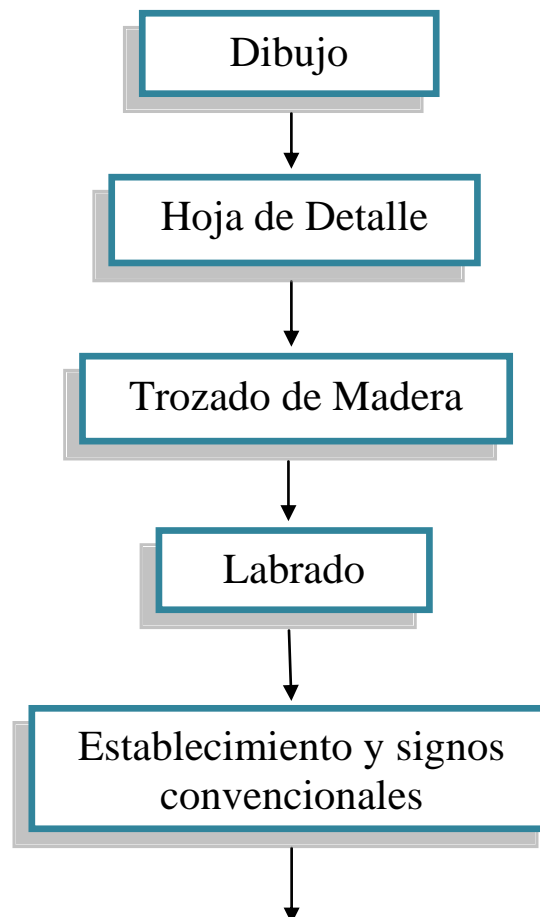 Dibujo
Hoja de Detalle
Trozado de Madera
Labrado
Establecimiento y signos
convencionales